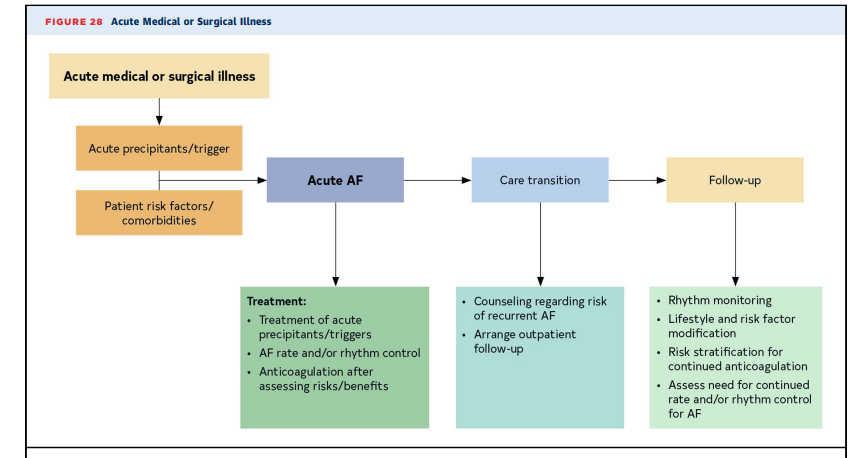 FIGURE 28 Acute Medical or Surgical Illness
Acute medical or surgical illness
Acute precipitants/trigger
Patient risk factors/
comorbidities
Acute AF
Care transition
Follow-up
Treatment:
• Treatment of acute
precipitants/triggers
• AF rate and/or rhythm control
• Anticoagulation after
assessing risks/benefits
• Counseling regarding risk
of recurrent AF
• Arrange outpatient
follow-up
• Rhythm monitoring
• Lifestyle and risk factor
modification
• Risk stratification for
continued anticoagulation
• Assess need for continued
rate and/or rhythm control
for AF